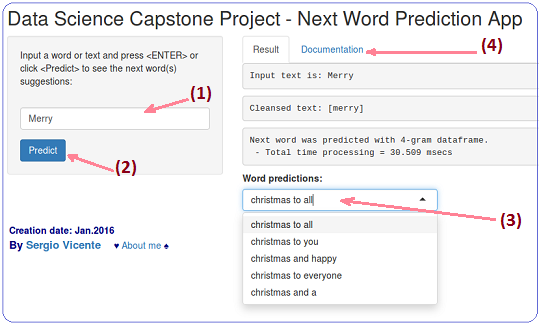 Data Science Capstone Project - Next Word Prediction App
Input a word or text and press <ENTER> or
click <Predict> to see the next word(s)
suggestions:
(1)
Merry
Predict
(2)
Creation date: Jan.2016
By Sergio Vicente ♥ About me ♠
Result Documentation
(4)
Input text is: Merry
Cleansed text: [merry]
Next word was predicted with 4-gram dataframe.
- Total time processing = 30.509 msecs
Word predictions:
christmas to all
(3)
christmas to all
christmas to you
christmas and happy
christmas to everyone
christmas and a